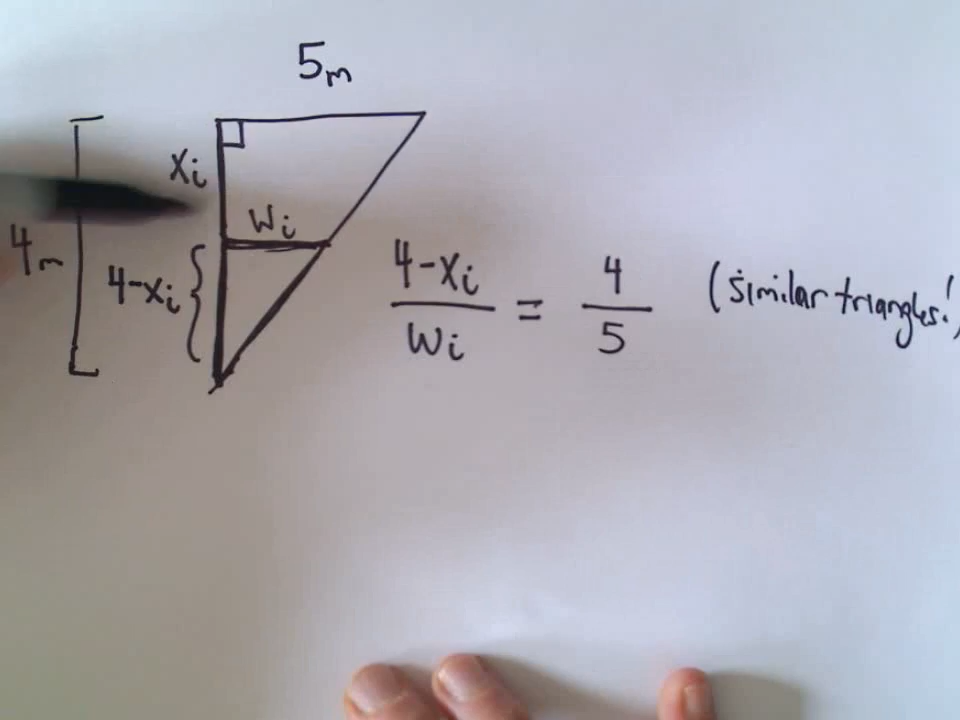 5m
xi
wi
4m
4-xi
4-xi / wi = 4 / 5 (similar triangles!)